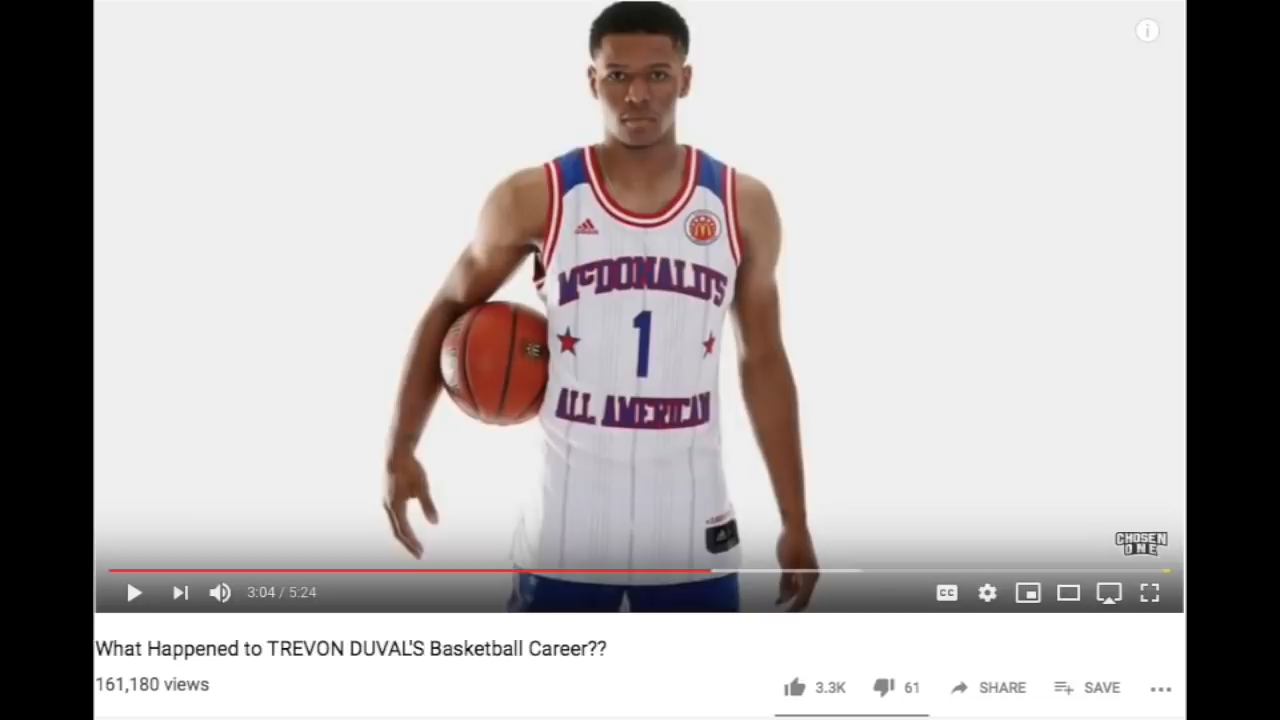 adidas
McDONALD'S
1
ALL AMERICAN
CHOSEN
ONE
3:04 / 5:24
CC
What Happened to TREVON DUVAL'S Basketball Career??
161,180 views
3.3K
61
SHARE
SAVE